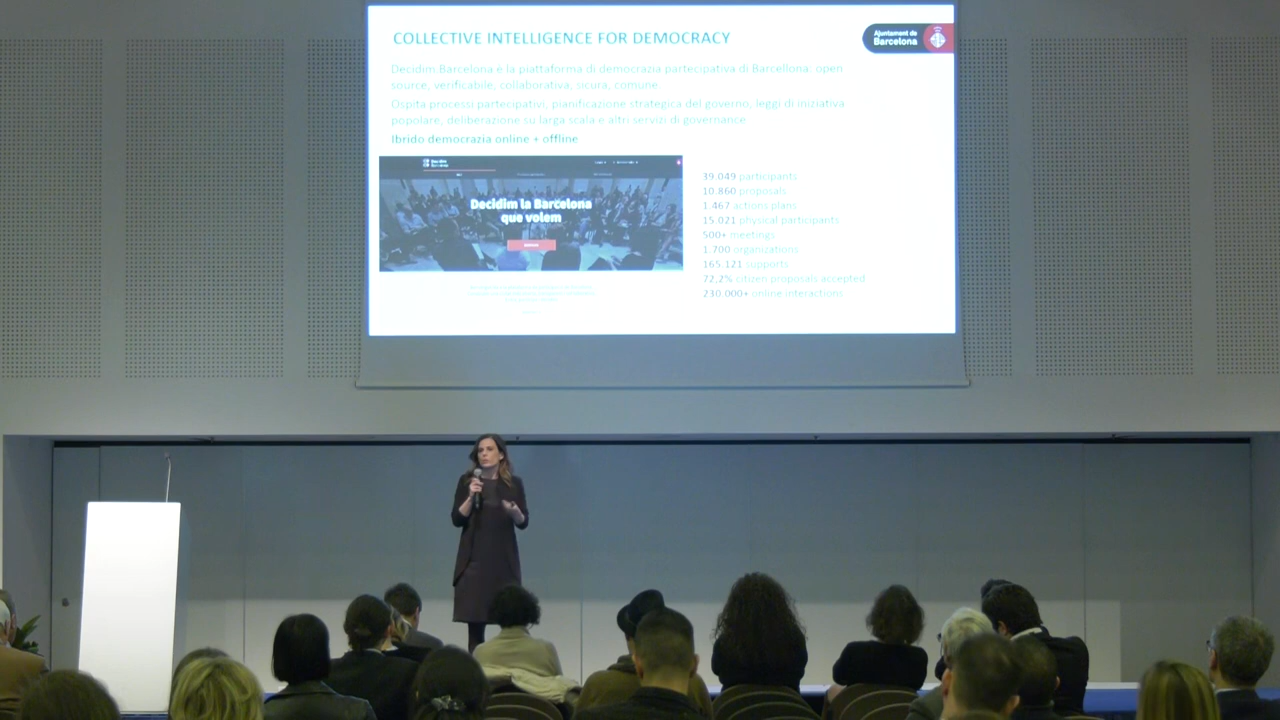 COLLECTIVE INTELLIGENCE FOR DEMOCRACY
Ajuntament de
Barcelona
Decidim.Barcelona è la piattaforma di democrazia partecipativa di Barcellona: open
source, verificabile, collaborativa, sicura, comune.
Ospita processi partecipativi, pianificazione strategica del governo, leggi di iniziativa
popolare, deliberazione su larga scala e altri servizi di governance
Ibrido democrazia online + offline
Decidim la Barcelona
que volem
39.049 participants
10.860 proposals
1.467 actions plans
15.021 physical participants
500+ meetings
1.700 organizations
165.121 supports
72,2% citizen proposals accepted
230.000+ online interactions